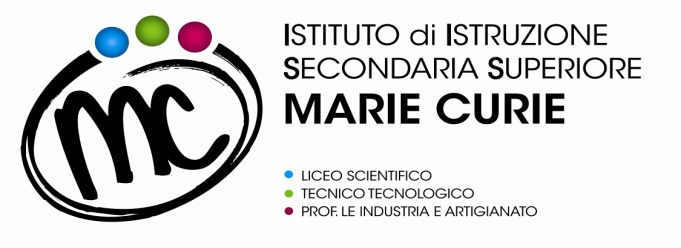 mc
ISTITUTO di ISTRUZIONE
SECONDARIA SUPERIORE
MARIE CURIE
LICEO SCIENTIFICO
TECNICO TECNOLOGICO
PROF. LE INDUSTRIA E ARTIGIANATO